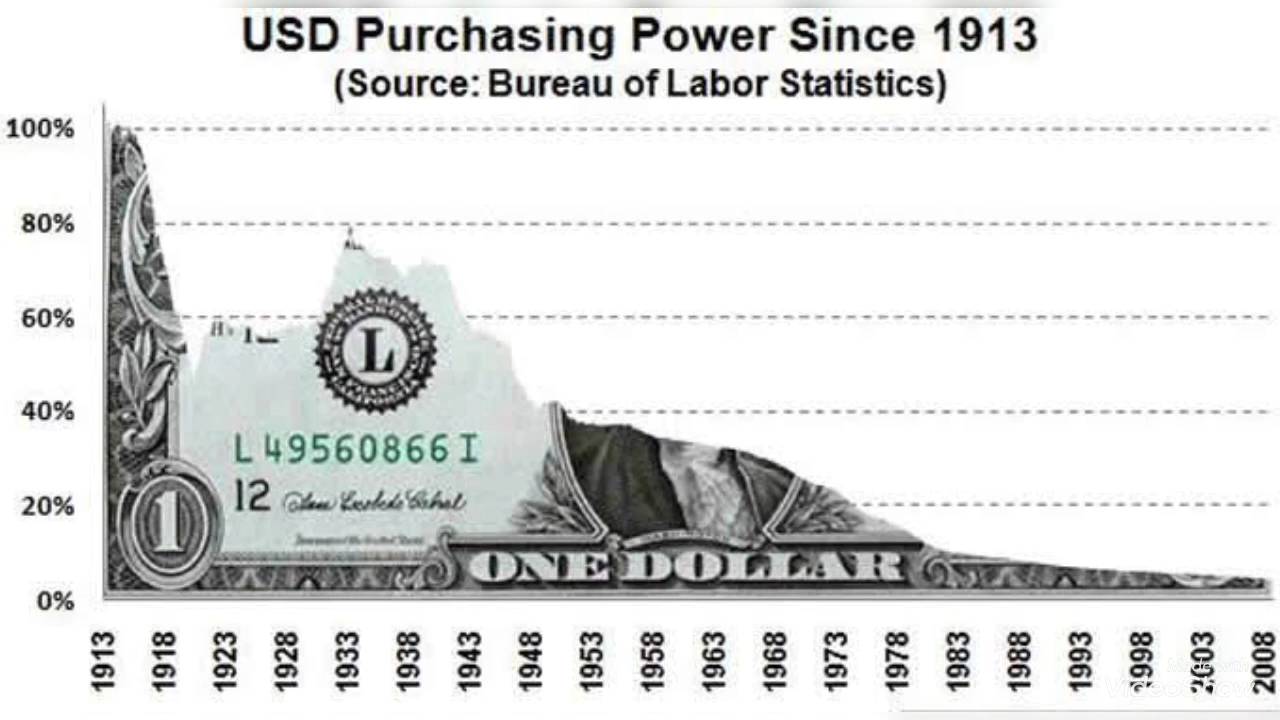 USD Purchasing Power Since 1913
(Source: Bureau of Labor Statistics)
100%
80%
60%
40%
20%
0%
L
L 49560866 I
12
1
ONE DOLLAR
1913 1918 1923 1928 1933 1938 1943 1948 1953 1958 1963 1968 1973 1978 1983 1988 1993 1998 2003 2008